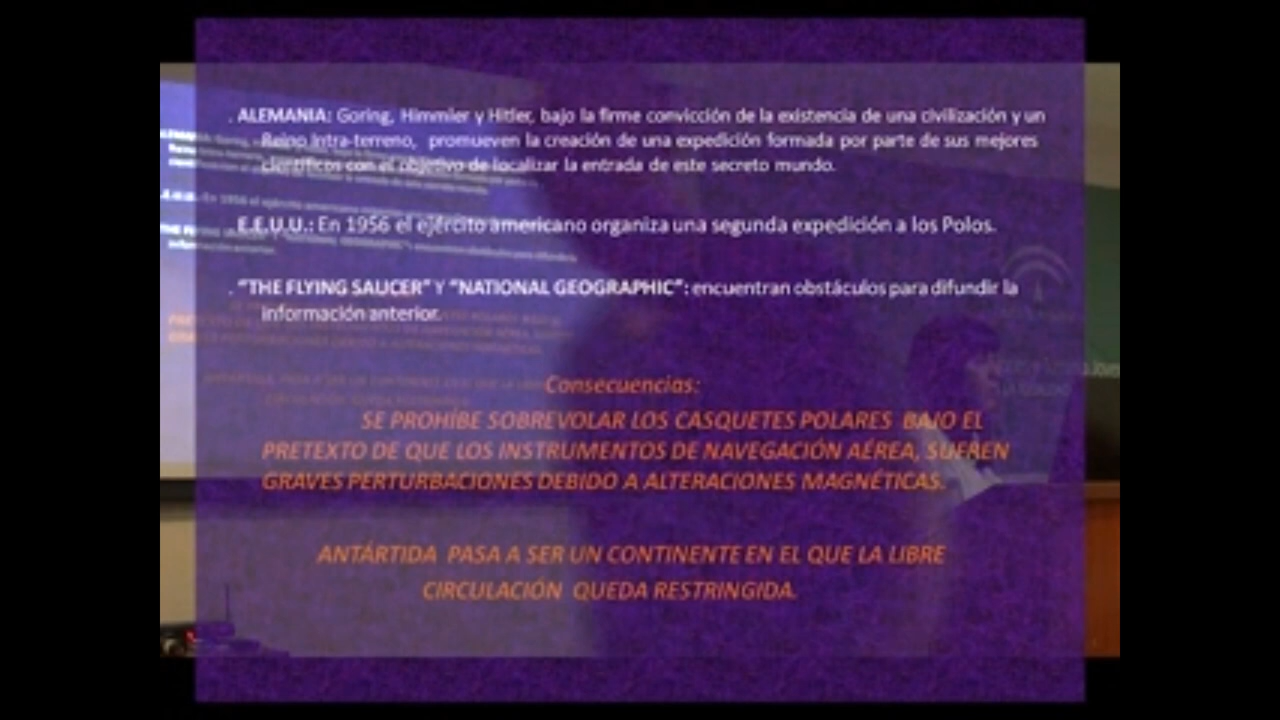 . ALEMANIA: Goring, Himmler y Hitler, bajo la firme convicción de la existencia de una civilización y un
Reino Intra-terreno, promueven la creación de una expedición formada por parte de sus mejores
científicos con el objetivo de localizar la entrada de este secreto mundo.
E.E.U.U.: En 1956 el ejército americano organiza una segunda expedición a los Polos.
. “THE FLYING SAUCER” Y “NATIONAL GEOGRAPHIC”: encuentran obstáculos para difundir la
información anterior.
Consecuencias:
SE PROHÍBE SOBREVOLAR LOS CASQUETES POLARES BAJO EL
PRETEXTO DE QUE LOS INSTRUMENTOS DE NAVEGACIÓN AÉREA, SUFREN
GRAVES PERTURBACIONES DEBIDO A ALTERACIONES MAGNÉTICAS.
ANTÁRTIDA PASA A SER UN CONTINENTE EN EL QUE LA LIBRE
CIRCULACIÓN QUEDA RESTRINGIDA.